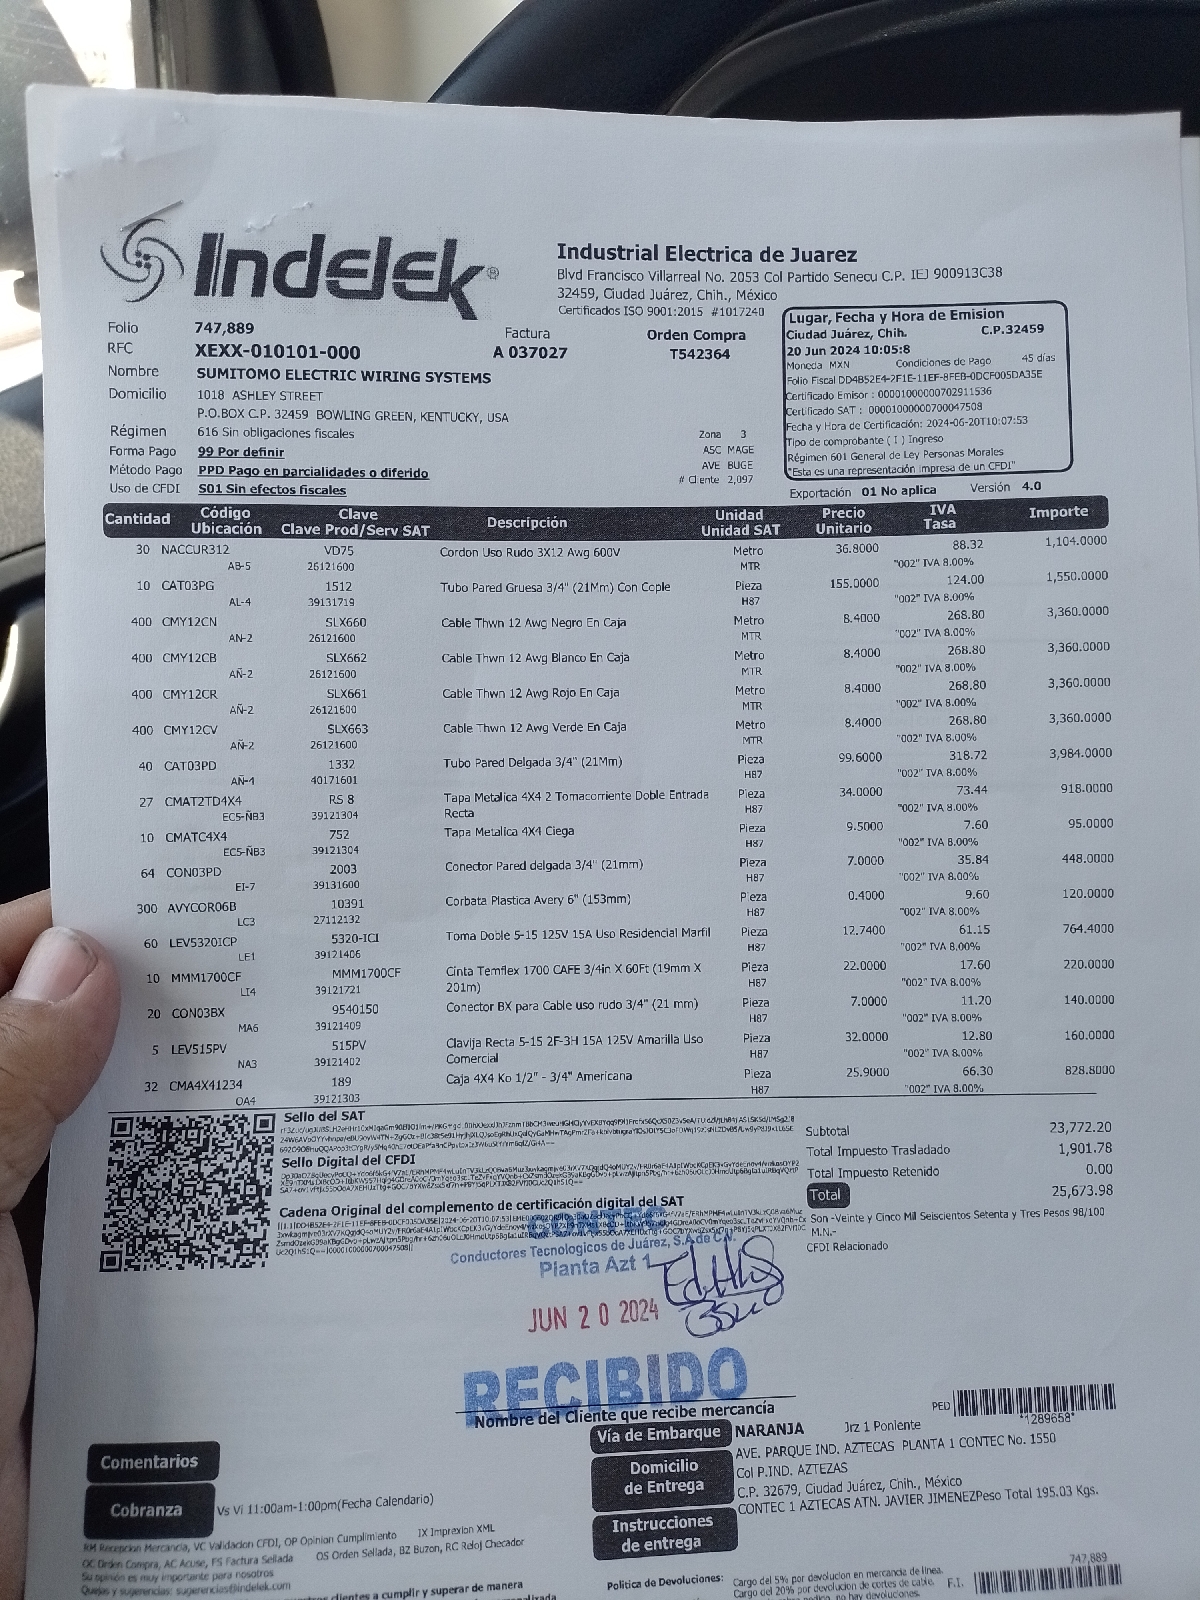 Indelek®
Industrial Electrica de Juarez
Blvd Francisco Villarreal No. 2053 Col Partido Senecu C.P. IEJ 900913C38
32459, Ciudad Juárez, Chih., México
Certificados ISO 9001:2015 #1017240
Folio 747,889 Factura Orden Compra
RFC XEXX-010101-000 A 037027 T542364
Nombre SUMITOMO ELECTRIC WIRING SYSTEMS
Domicilio 1018 ASHLEY STREET
P.O.BOX C.P. 32459 BOWLING GREEN, KENTUCKY, USA
Régimen 616 Sin obligaciones fiscales
Forma Pago 99 Por definir
Método Pago PPD Pago en parcialidades o diferido
Uso de CFDI S01 Sin efectos fiscales
Zona 3
ASC MAGE
AVE BUGE
# Cliente 2,097
Lugar, Fecha y Hora de Emision
Ciudad Juárez, Chih. C.P.32459
20 Jun 2024 10:05:8
Moneda MXN Condiciones de Pago 45 días
Folio Fiscal DD4B52E4-2F1E-11EF-8FEB-0DCF005DA35E
Certificado Emisor : 00001000000702911536
Certificado SAT : 00001000000700047508
Fecha y Hora de Certificación: 2024-06-20T10:07:53
Tipo de comprobante ( I ) Ingreso
Régimen 601 General de Ley Personas Morales
"Esta es una representación impresa de un CFDI"
Exportación 01 No aplica Versión 4.0
Cantidad Código Clave Descripción Unidad Precio IVA Importe
Ubicación Clave Prod/Serv SAT Unidad SAT Unitario Tasa
30 NACCUR312 VD75 Cordon Uso Rudo 3X12 Awg 600V Metro 36.8000 88.32 1,104.0000
AB-5 26121600 MTR "002" IVA 8.00%
10 CAT03PG 1512 Tubo Pared Gruesa 3/4" (21Mm) Con Cople Pieza 155.0000 124.00 1,550.0000
AL-4 39131719 H87 "002" IVA 8.00%
400 CMY12CN SLX660 Cable Thwn 12 Awg Negro En Caja Metro 8.4000 268.80 3,360.0000
AN-2 26121600 MTR "002" IVA 8.00%
400 CMY12CB SLX662 Cable Thwn 12 Awg Blanco En Caja Metro 8.4000 268.80 3,360.0000
AÑ-2 26121600 MTR "002" IVA 8.00%
400 CMY12CR SLX661 Cable Thwn 12 Awg Rojo En Caja Metro 8.4000 268.80 3,360.0000
AÑ-2 26121600 MTR "002" IVA 8.00%
400 CMY12CV SLX663 Cable Thwn 12 Awg Verde En Caja Metro 8.4000 268.80 3,360.0000
AÑ-2 26121600 MTR "002" IVA 8.00%
40 CAT03PD 1332 Tubo Pared Delgada 3/4" (21Mm) Pieza 99.6000 318.72 3,984.0000
AÑ-4 40171601 H87 "002" IVA 8.00%
27 CMAT2TD4X4 RS 8 Tapa Metalica 4X4 2 Tomacorriente Doble Entrada Pieza 34.0000 73.44 918.0000
EC5-ÑB3 39121304 Recta H87 "002" IVA 8.00%
10 CMATC4X4 752 Tapa Metalica 4X4 Ciega Pieza 9.5000 7.60 95.0000
EC5-ÑB3 39121304 H87 "002" IVA 8.00%
64 CON03PD 2003 Conector Pared delgada 3/4" (21mm) Pieza 7.0000 35.84 448.0000
EI-7 39131600 H87 "002" IVA 8.00%
300 AVYCOR06B 10391 Corbata Plastica Avery 6" (153mm) Pieza 0.4000 9.60 120.0000
LC3 27112132 H87 "002" IVA 8.00%
60 LEV5320ICP 5320-ICI Toma Doble 5-15 125V 15A Uso Residencial Marfil Pieza 12.7400 61.15 764.4000
LE1 39121406 H87 "002" IVA 8.00%
10 MMM1700CF MMM1700CF Cinta Temflex 1700 CAFE 3/4in X 60Ft (19mm X Pieza 22.0000 17.60 220.0000
LI4 39121721 201m) H87 "002" IVA 8.00%
20 CON03BX 9540150 Conector BX para Cable uso rudo 3/4" (21 mm) Pieza 7.0000 11.20 140.0000
MA6 39121409 H87 "002" IVA 8.00%
5 LEV515PV 515PV Clavija Recta 5-15 2F-3H 15A 125V Amarilla Uso Pieza 32.0000 12.80 160.0000
NA3 39121402 Comercial H87 "002" IVA 8.00%
32 CMA4X41234 189 Caja 4X4 Ko 1/2" - 3/4" Americana Pieza 25.9000 66.30 828.8000
OA4 39121303 H87 "002" IVA 8.00%
Sello del SAT
Sello Digital del CFDI
Cadena Original del complemento de certificación digital del SAT
Subtotal 23,772.20
Total Impuesto Trasladado 1,901.78
Total Impuesto Retenido 0.00
Total 25,673.98
Son -Veinte y Cinco Mil Seiscientos Setenta y Tres Pesos 98/100
M.N.-
CFDI Relacionado
CONTEC
Conductores Tecnologicos de Juárez, S.A. de C.V.
Planta Azt 1
JUN 20 2024
RECIBIDO
Nombre del Cliente que recibe mercancía
PED *1289658*
Vía de Embarque NARANJA Jrz 1 Poniente
Domicilio de Entrega AVE. PARQUE IND. AZTECAS PLANTA 1 CONTEC No. 1550
Col P.IND. AZTEZAS
C.P. 32679, Ciudad Juárez, Chih., México
Instrucciones de entrega CONTEC 1 AZTECAS ATN. JAVIER JIMENEZPeso Total 195.03 Kgs.
Comentarios
Cobranza Vs Vi 11:00am-1:00pm(Fecha Calendario)
RM Recepcion Mercancia, VC Validacion CFDI, OP Opinion Cumplimiento IX Impresion XML
OC Orden Compra, AC Acuse, FS Factura Sellada OS Orden Sellada, BZ Buzon, RC Reloj Checador
Su opinión es muy importante para nosotros
Quejas y sugerencias: sugerencias@indelek.com
clientes a cumplir y superar de manera
Politica de Devoluciones: Cargo del 5% por devolucion en mercancia de linea.
Cargo del 20% por devolucion de cortes de cable.
no hay devoluciones.
F.I. 747,889